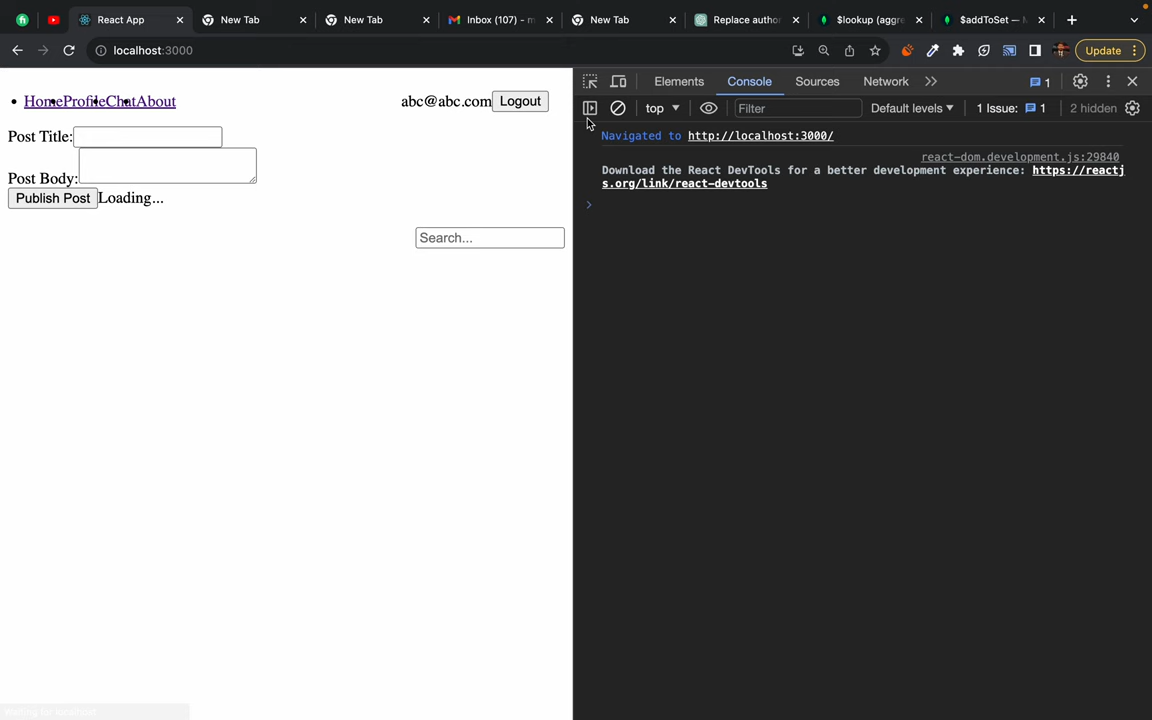 React App
New Tab
New Tab
Inbox (107) - m
New Tab
Replace autho
$lookup (aggre
$addToSet — M
localhost:3000
Update
HomeProfileChatAbout
abc@abc.com
Logout
Post Title:
Post Body:
Publish Post
Loading...
Search...
Elements
Console
Sources
Network
1
top
Filter
Default levels
1 Issue:
1
2 hidden
Navigated to http://localhost:3000/
react-dom.development.js:29840
Download the React DevTools for a better development experience: https://reactj
s.org/link/react-devtools